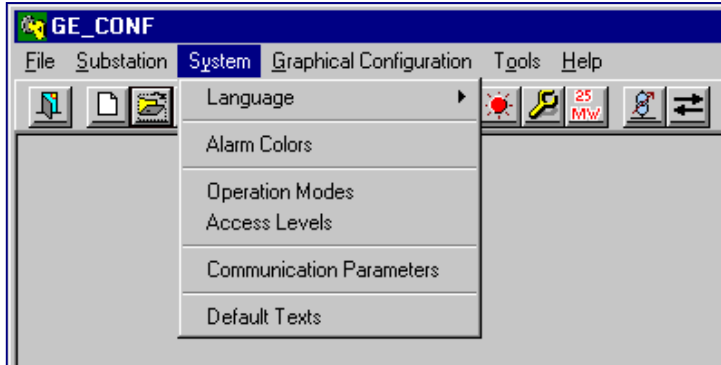 GE_CONF
File Substation System Graphical Configuration Tools Help
25
MW
Language
Alarm Colors
Operation Modes
Access Levels
Communication Parameters
Default Texts